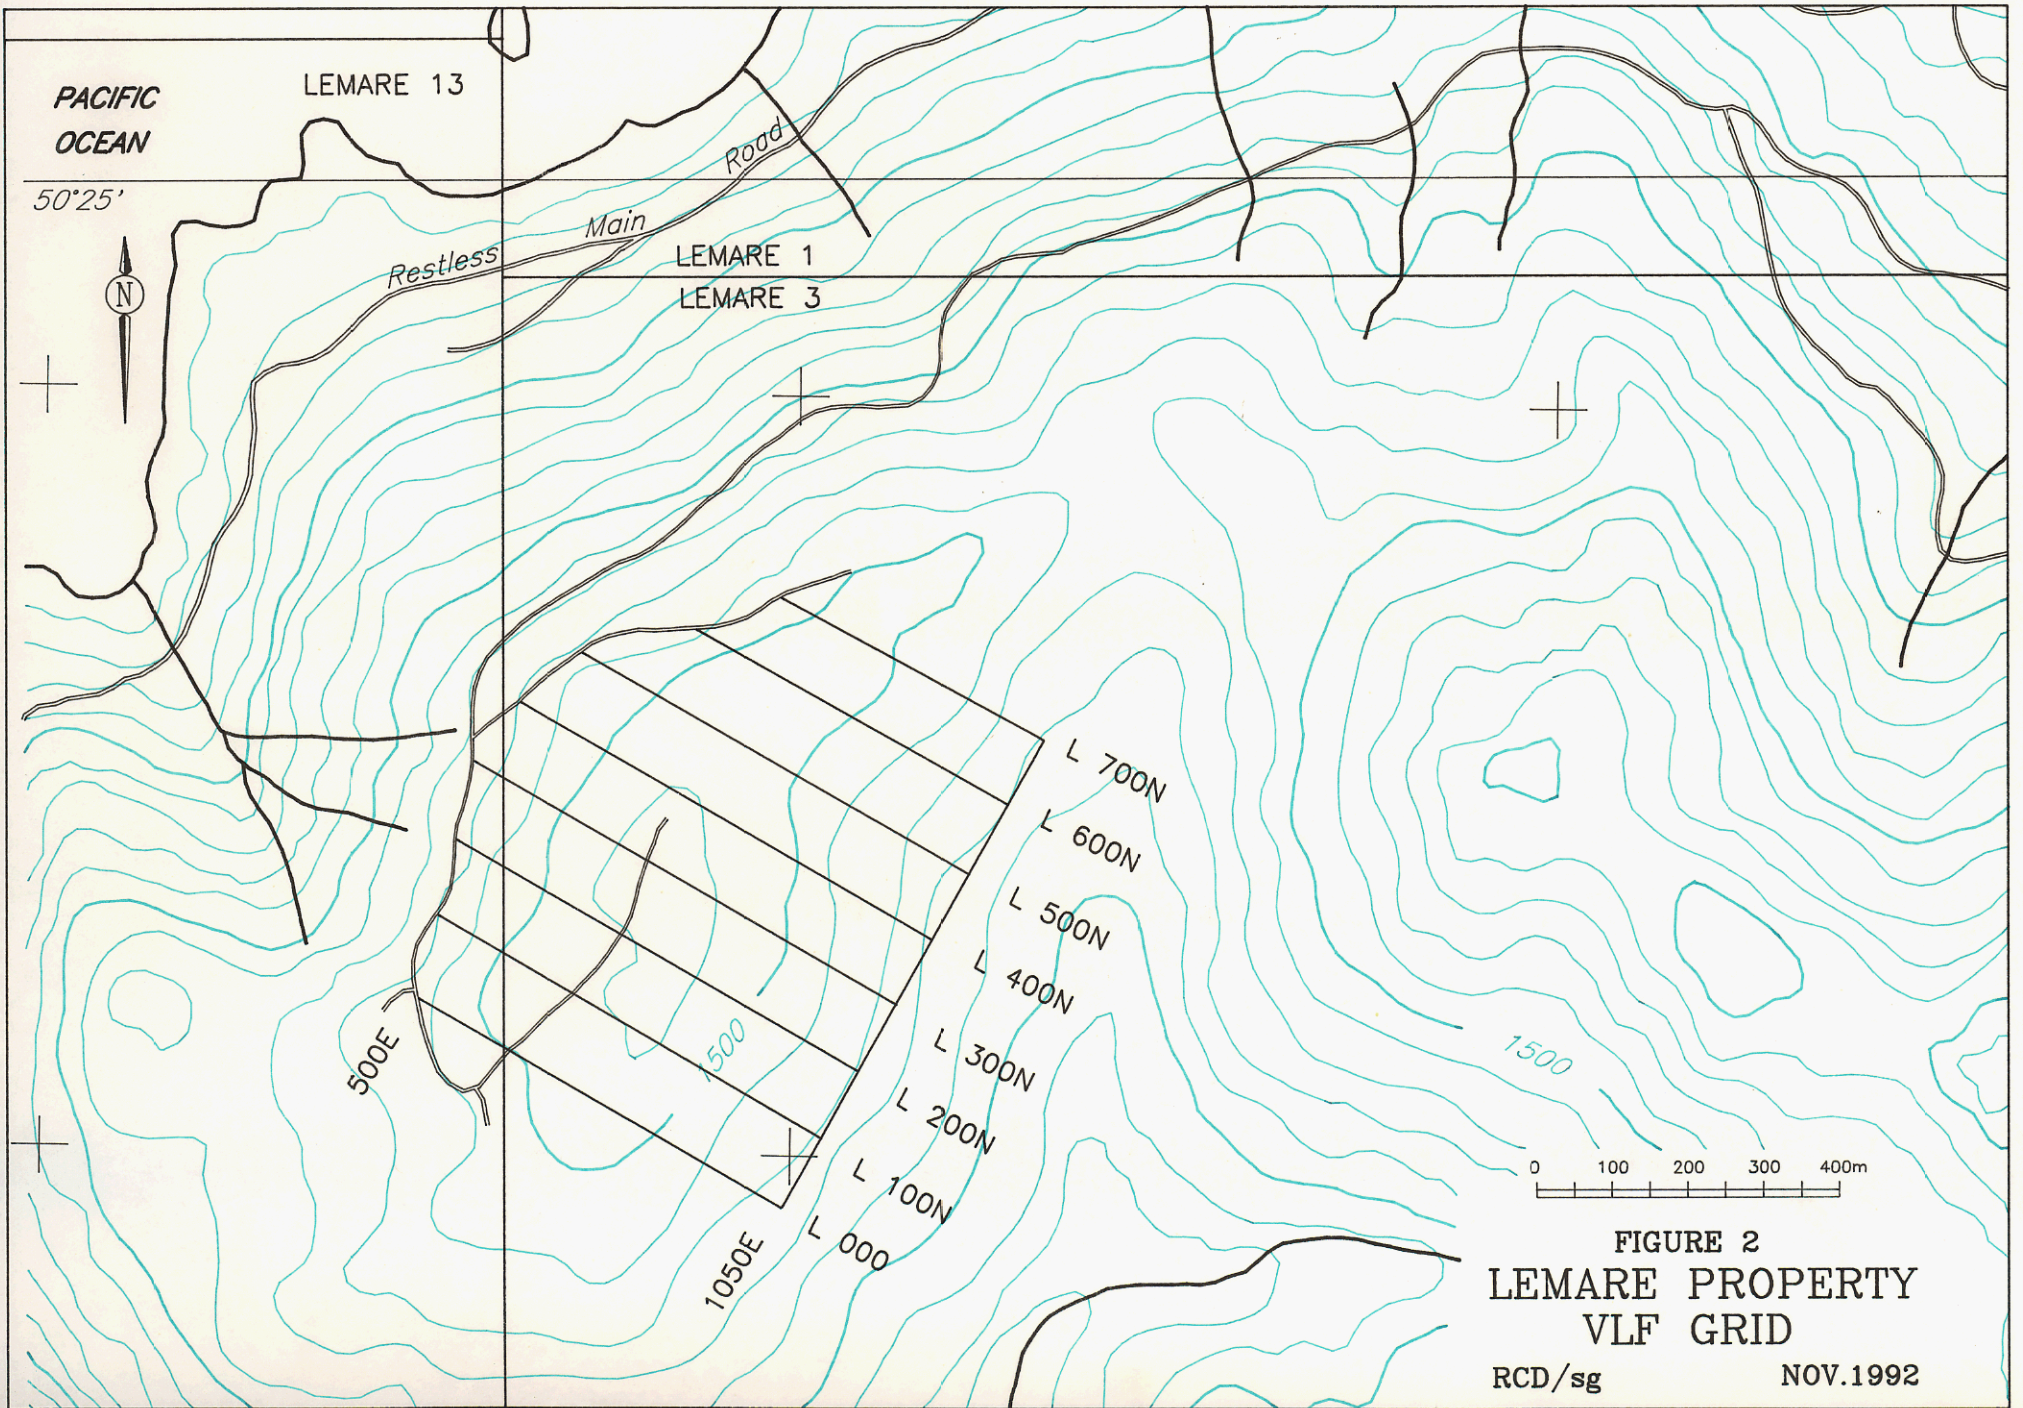 LEMARE 13
PACIFIC
OCEAN
50°25'
N
Restless
Main
Road
LEMARE 1
LEMARE 3
L 700N
L 600N
L 500N
L 400N
L 300N
L 200N
L 100N
L 000
500E
1050E
1500
1500
0 100 200 300 400m
FIGURE 2
LEMARE PROPERTY
VLF GRID
RCD/sg NOV.1992